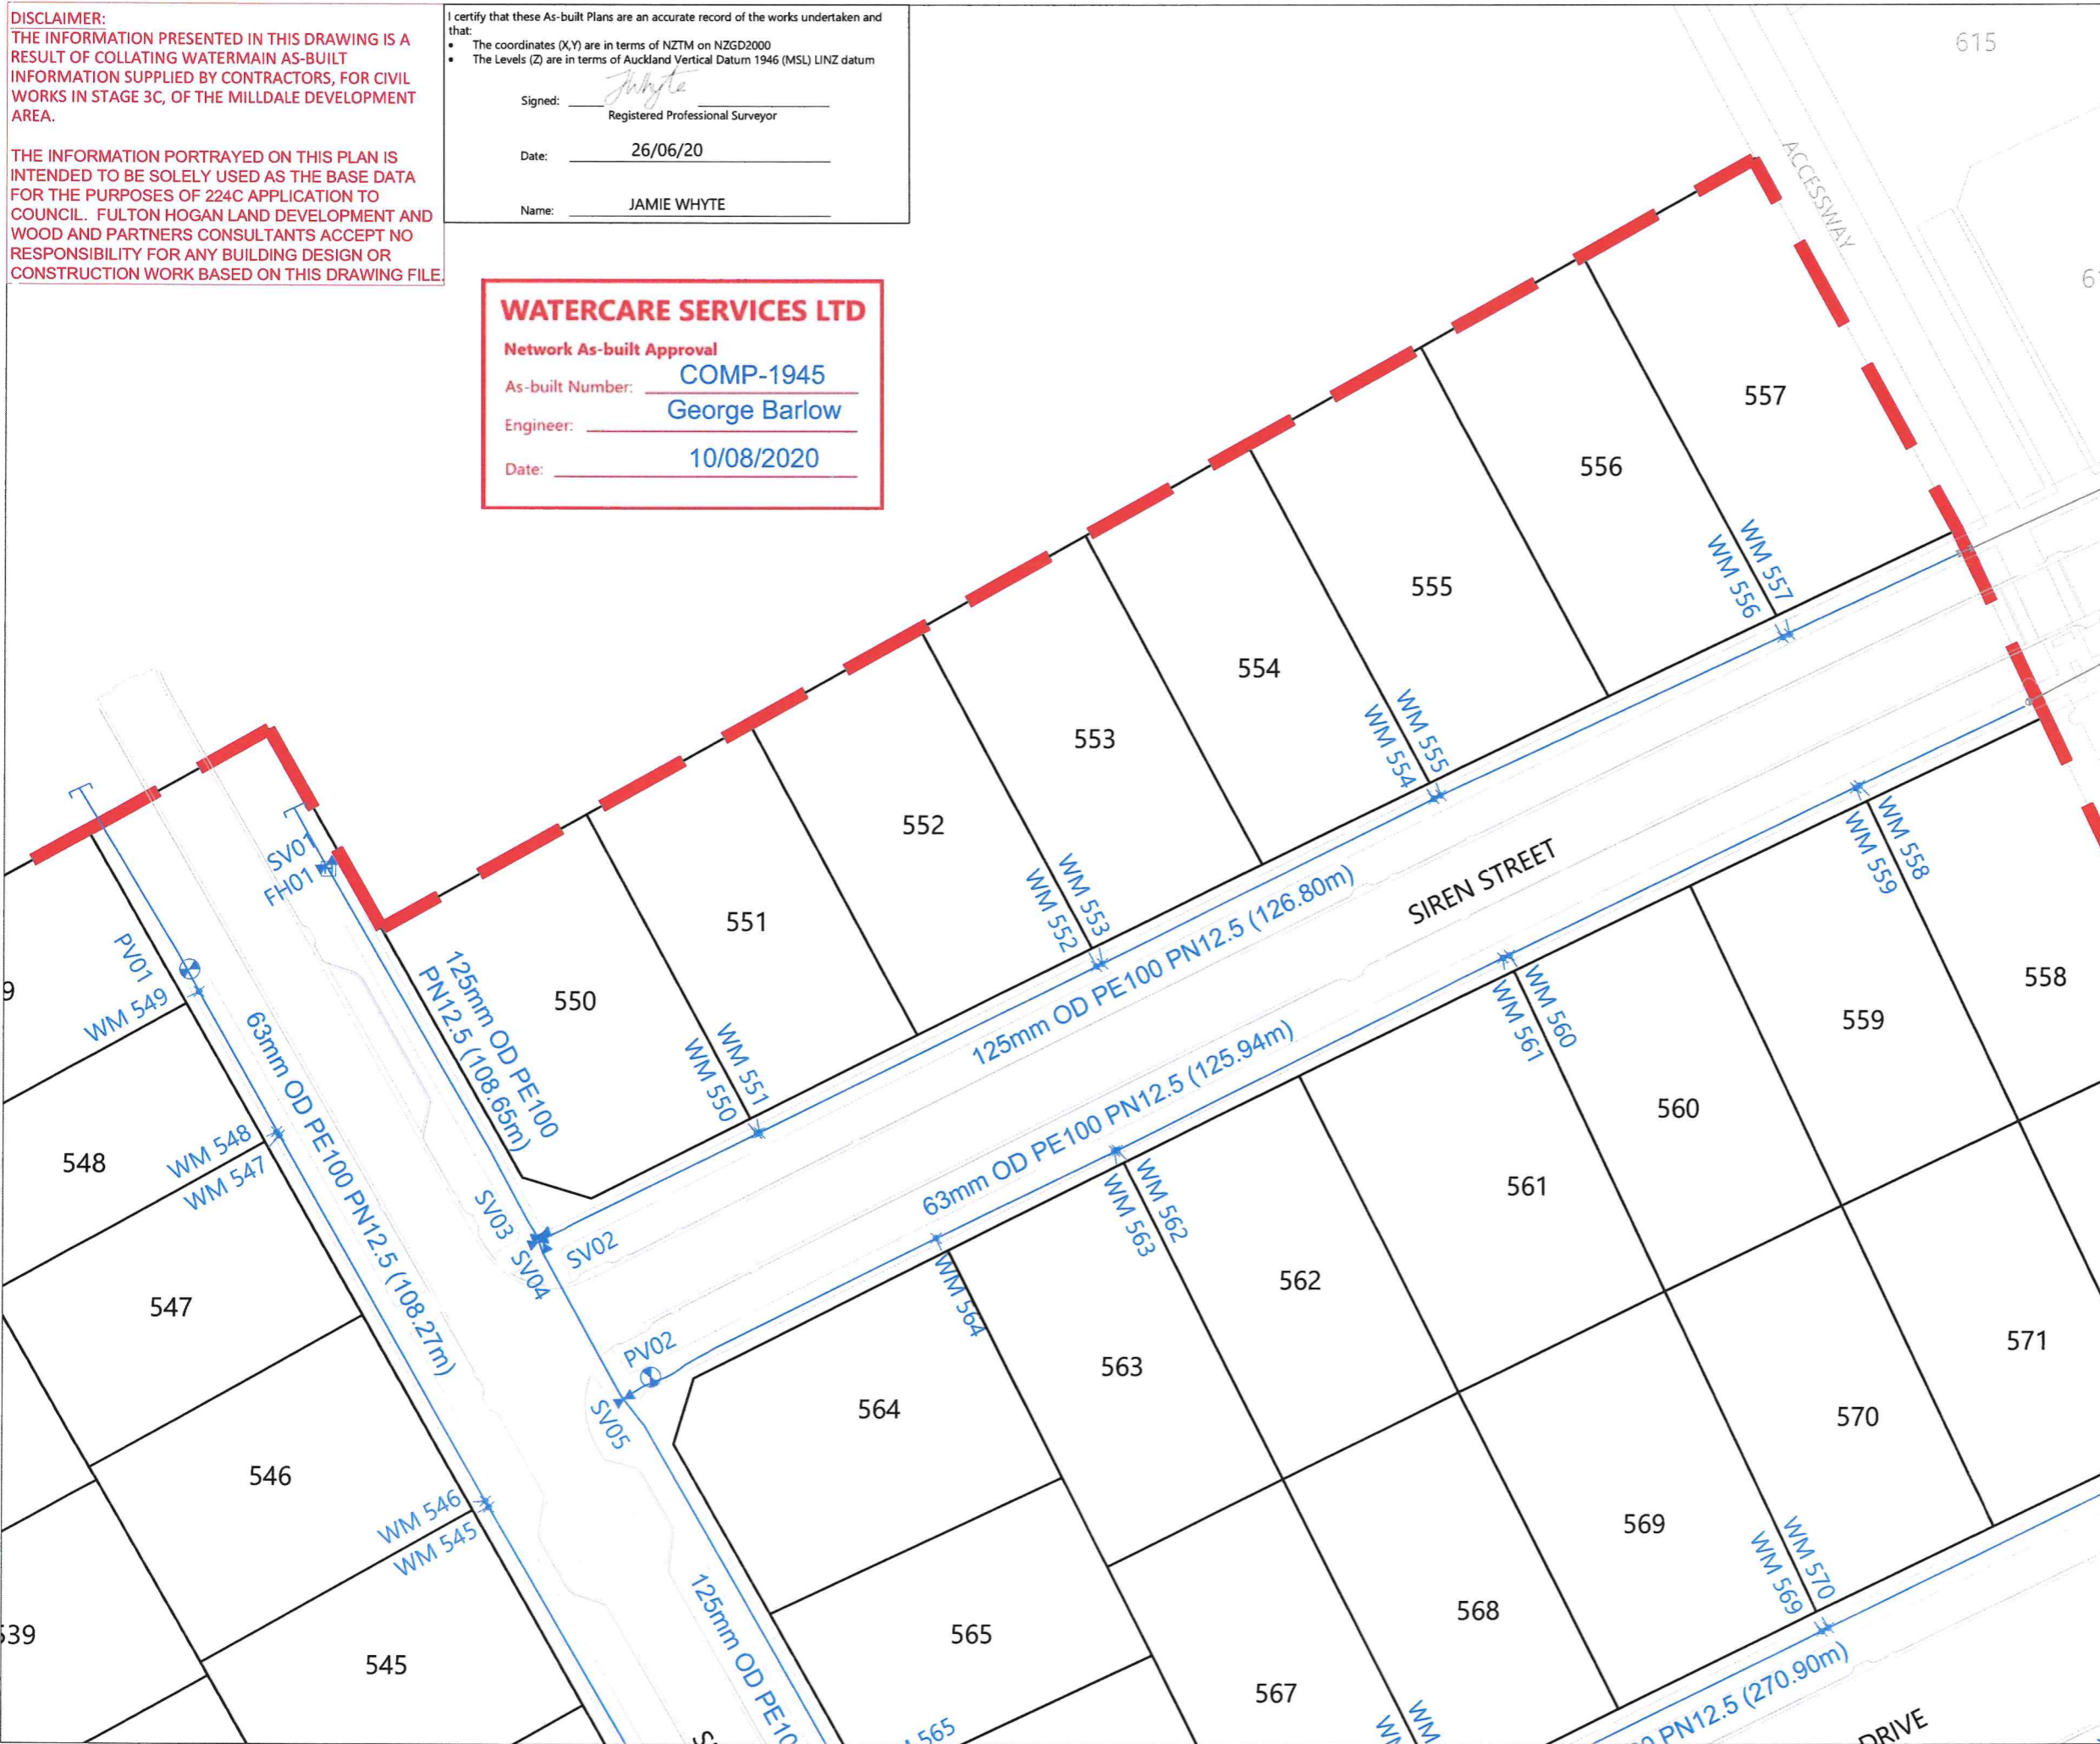 DISCLAIMER:
THE INFORMATION PRESENTED IN THIS DRAWING IS A
RESULT OF COLLATING WATERMAIN AS-BUILT
INFORMATION SUPPLIED BY CONTRACTORS, FOR CIVIL
WORKS IN STAGE 3C, OF THE MILLDALE DEVELOPMENT
AREA.
THE INFORMATION PORTRAYED ON THIS PLAN IS
INTENDED TO BE SOLELY USED AS THE BASE DATA
FOR THE PURPOSES OF 224C APPLICATION TO
COUNCIL. FULTON HOGAN LAND DEVELOPMENT AND
WOOD AND PARTNERS CONSULTANTS ACCEPT NO
RESPONSIBILITY FOR ANY BUILDING DESIGN OR
CONSTRUCTION WORK BASED ON THIS DRAWING FILE.
I certify that these As-built Plans are an accurate record of the works undertaken and
that:
• The coordinates (X,Y) are in terms of NZTM on NZGD2000
• The Levels (Z) are in terms of Auckland Vertical Datum 1946 (MSL) LINZ datum
Signed: JWhyte
Registered Professional Surveyor
Date: 26/06/20
Name: JAMIE WHYTE
WATERCARE SERVICES LTD
Network As-built Approval
As-built Number: COMP-1945
Engineer: George Barlow
Date: 10/08/2020
615
ACCESSWAY
61
557
556
WM 557
WM 556
555
554
WM 555
WM 554
553
552
WM 553
WM 552
551
550
WM 551
WM 550
SV01
FH01
PV01
WM 549
9
125mm OD PE100
PN12.5 (108.65m)
125mm OD PE100 PN12.5 (126.80m)
SIREN STREET
63mm OD PE100 PN12.5 (125.94m)
63mm OD PE100 PN12.5 (108.27m)
WM 558
WM 559
558
559
WM 560
WM 561
560
561
WM 562
WM 563
562
563
WM 564
564
548
WM 548
WM 547
547
SV03
SV02
SV04
PV02
SV05
546
WM 546
WM 545
545
539
125mm OD PE10
565
565
567
568
569
570
571
WM 570
WM 569
WM
WM
0 PN12.5 (270.90m)
DRIVE
S